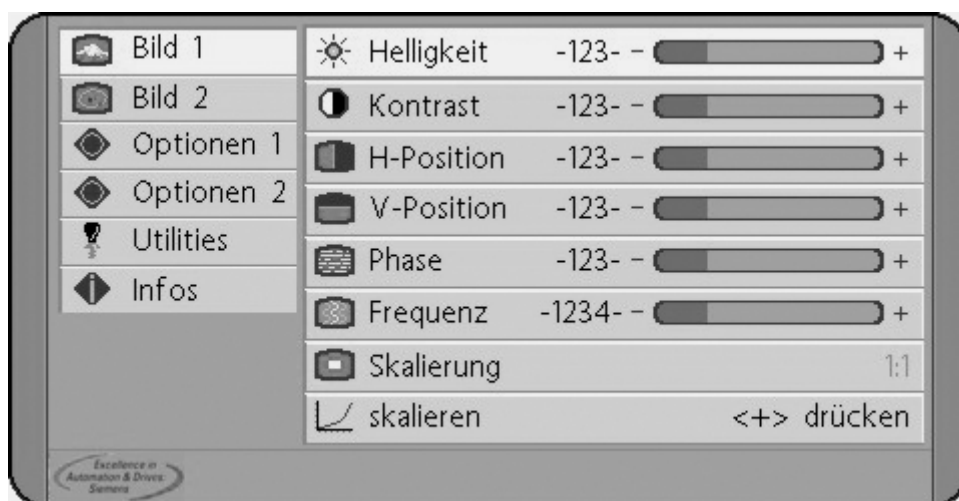 Bild 1
Bild 2
Optionen 1
Optionen 2
Utilities
Infos
Helligkeit -123- - +
Kontrast -123- - +
H-Position -123- - +
V-Position -123- - +
Phase -123- - +
Frequenz -1234- - +
Skalierung 1:1
skalieren <+> drücken
Excellence in
Automation & Drives:
Siemens